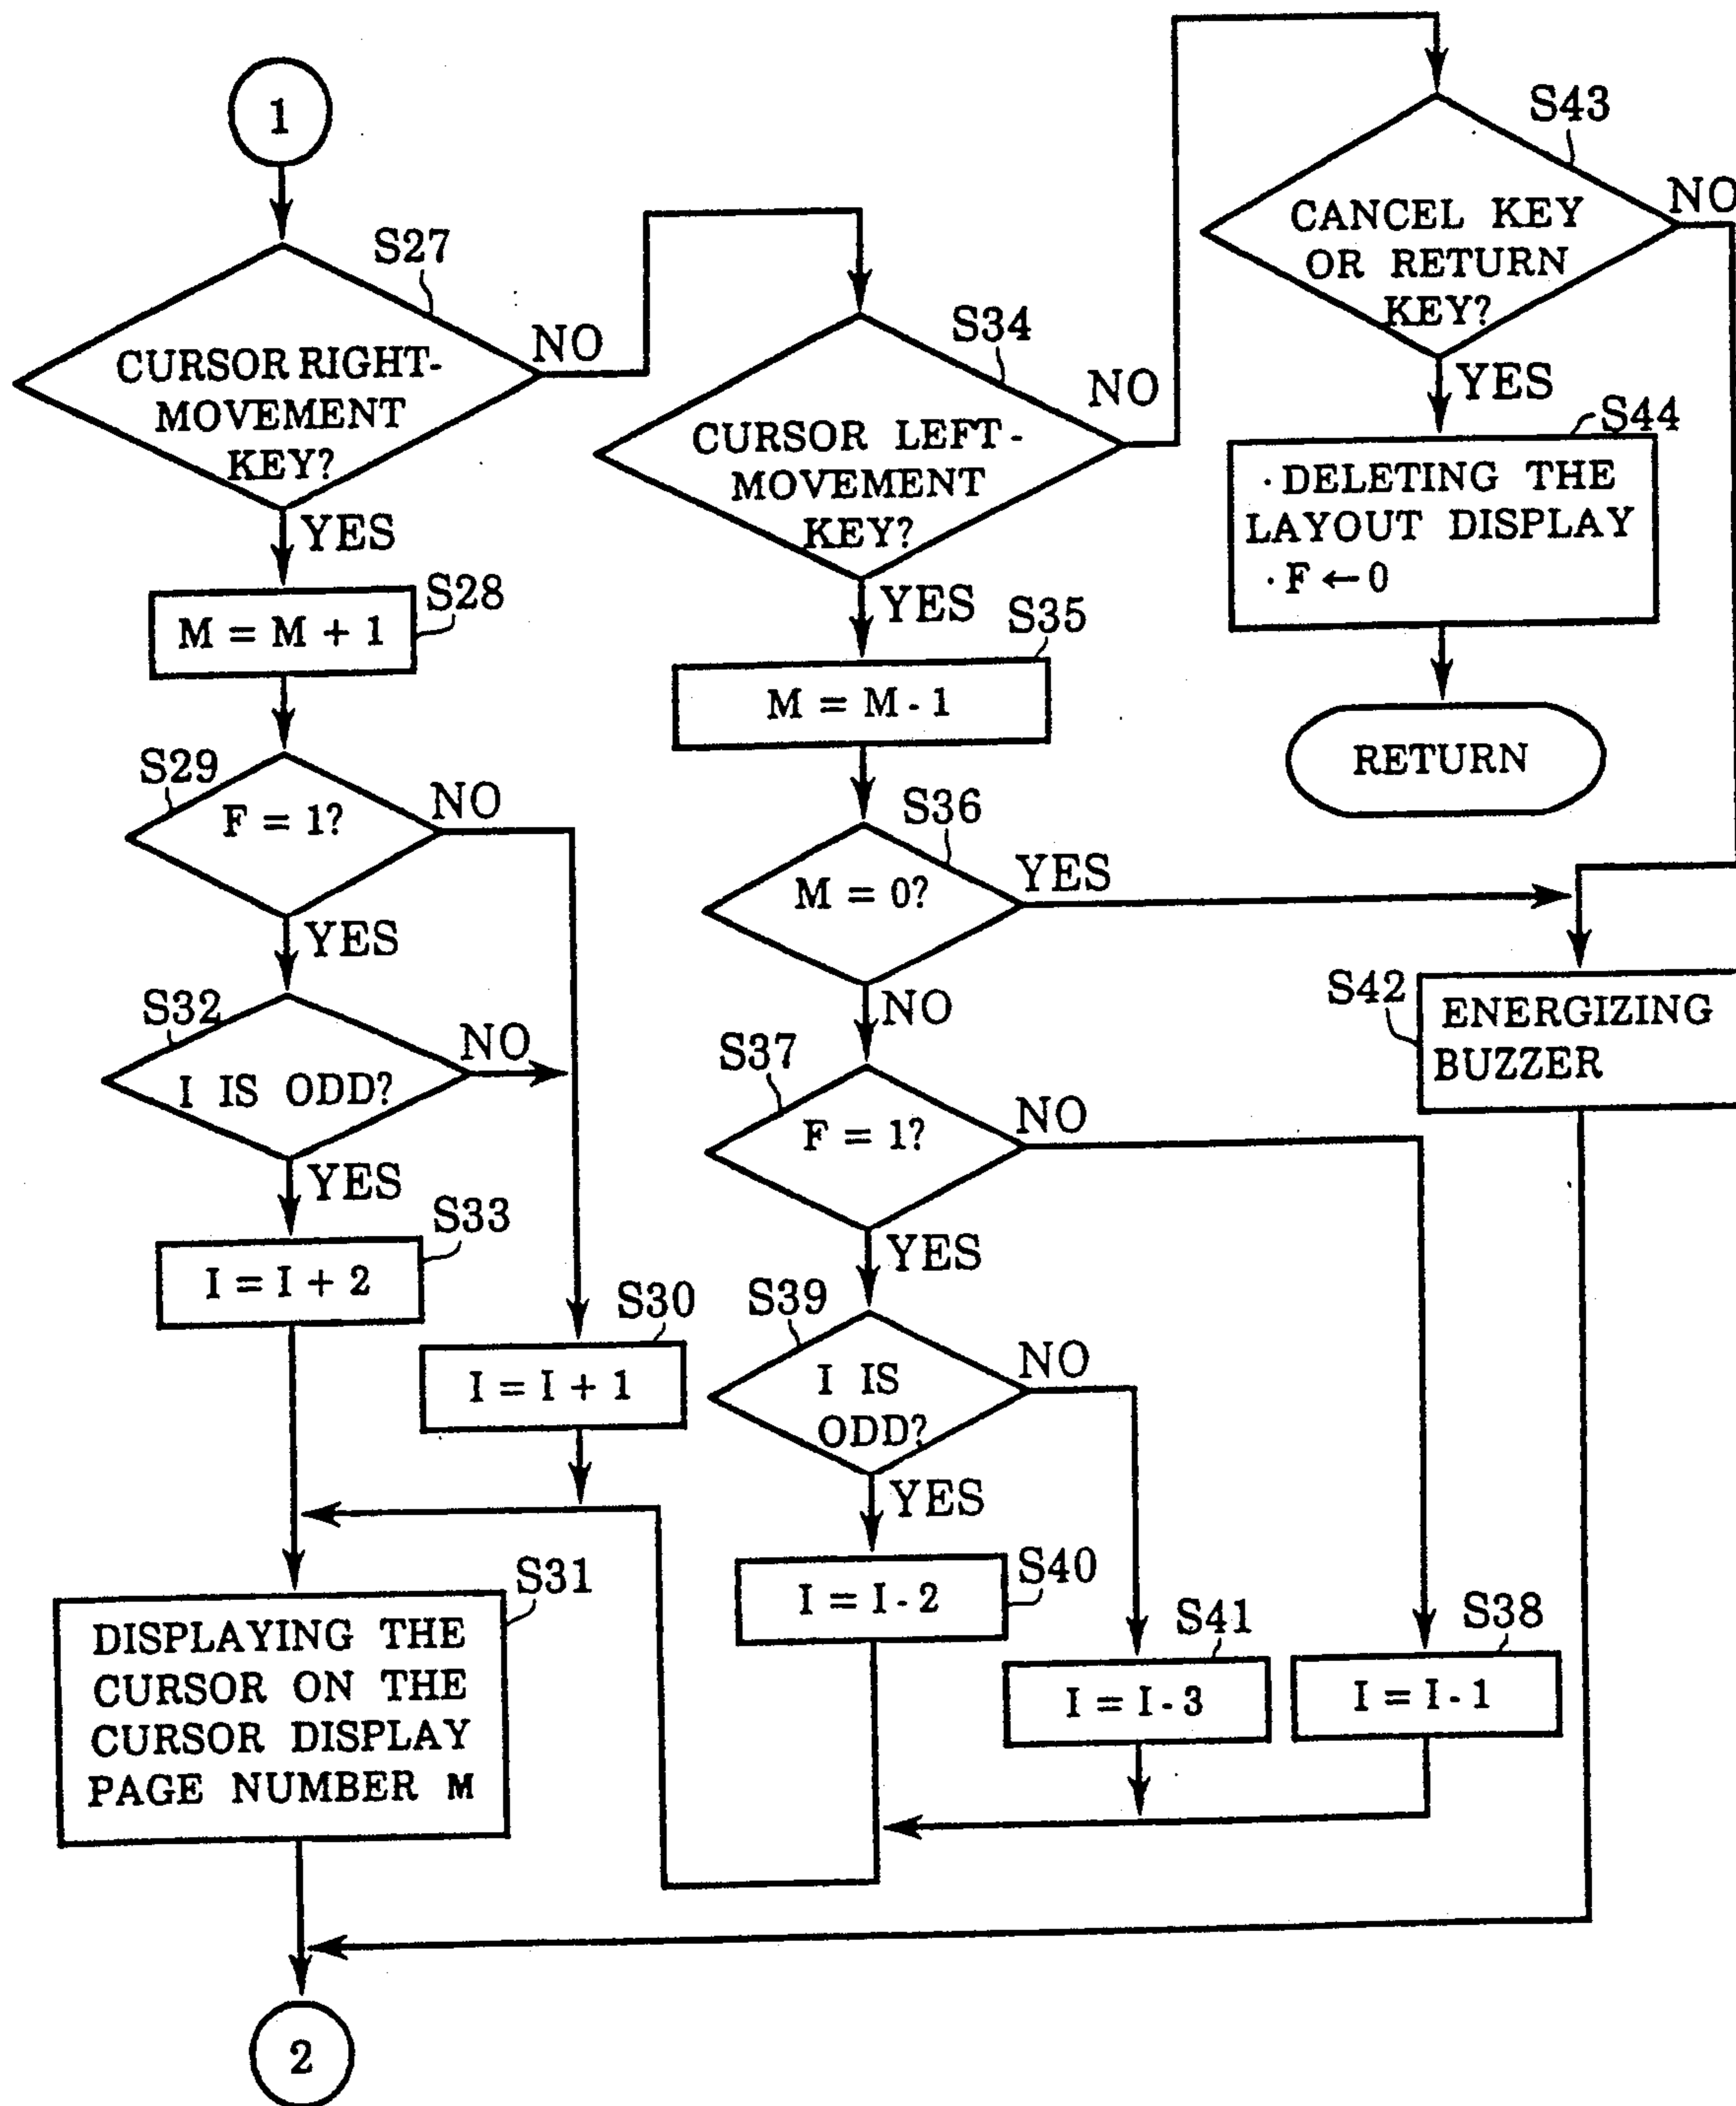 1
S27
CURSOR RIGHT-
MOVEMENT
KEY?
NO
YES
S28
M = M + 1
S29
F = 1?
NO
YES
S32
I IS ODD?
NO
YES
S33
I = I + 2
S30
I = I + 1
S31
DISPLAYING THE
CURSOR ON THE
CURSOR DISPLAY
PAGE NUMBER M
2
S34
CURSOR LEFT-
MOVEMENT
KEY?
NO
YES
S35
M = M - 1
S36
M = 0?
YES
NO
S37
F = 1?
NO
YES
S39
I IS
ODD?
NO
YES
S40
I = I - 2
S41
I = I - 3
S38
I = I - 1
S43
CANCEL KEY
OR RETURN
KEY?
NO
YES
S44
· DELETING THE
LAYOUT DISPLAY
· F ← 0
RETURN
S42
ENERGIZING
BUZZER